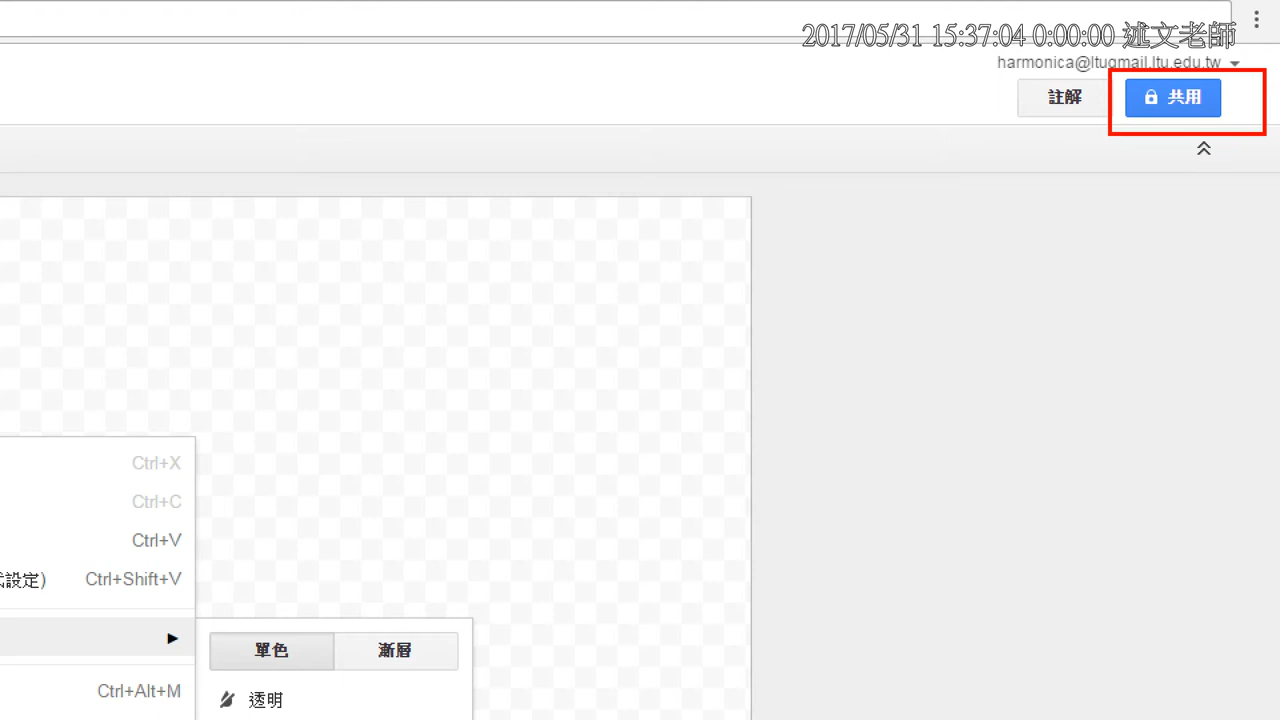 2017/05/31 15:37:04 0:00:00 述文老師
harmonica@ltugmail.ltu.edu.tw
註解
共用
Ctrl+X
Ctrl+C
Ctrl+V
式設定) Ctrl+Shift+V
單色 漸層
Ctrl+Alt+M
透明